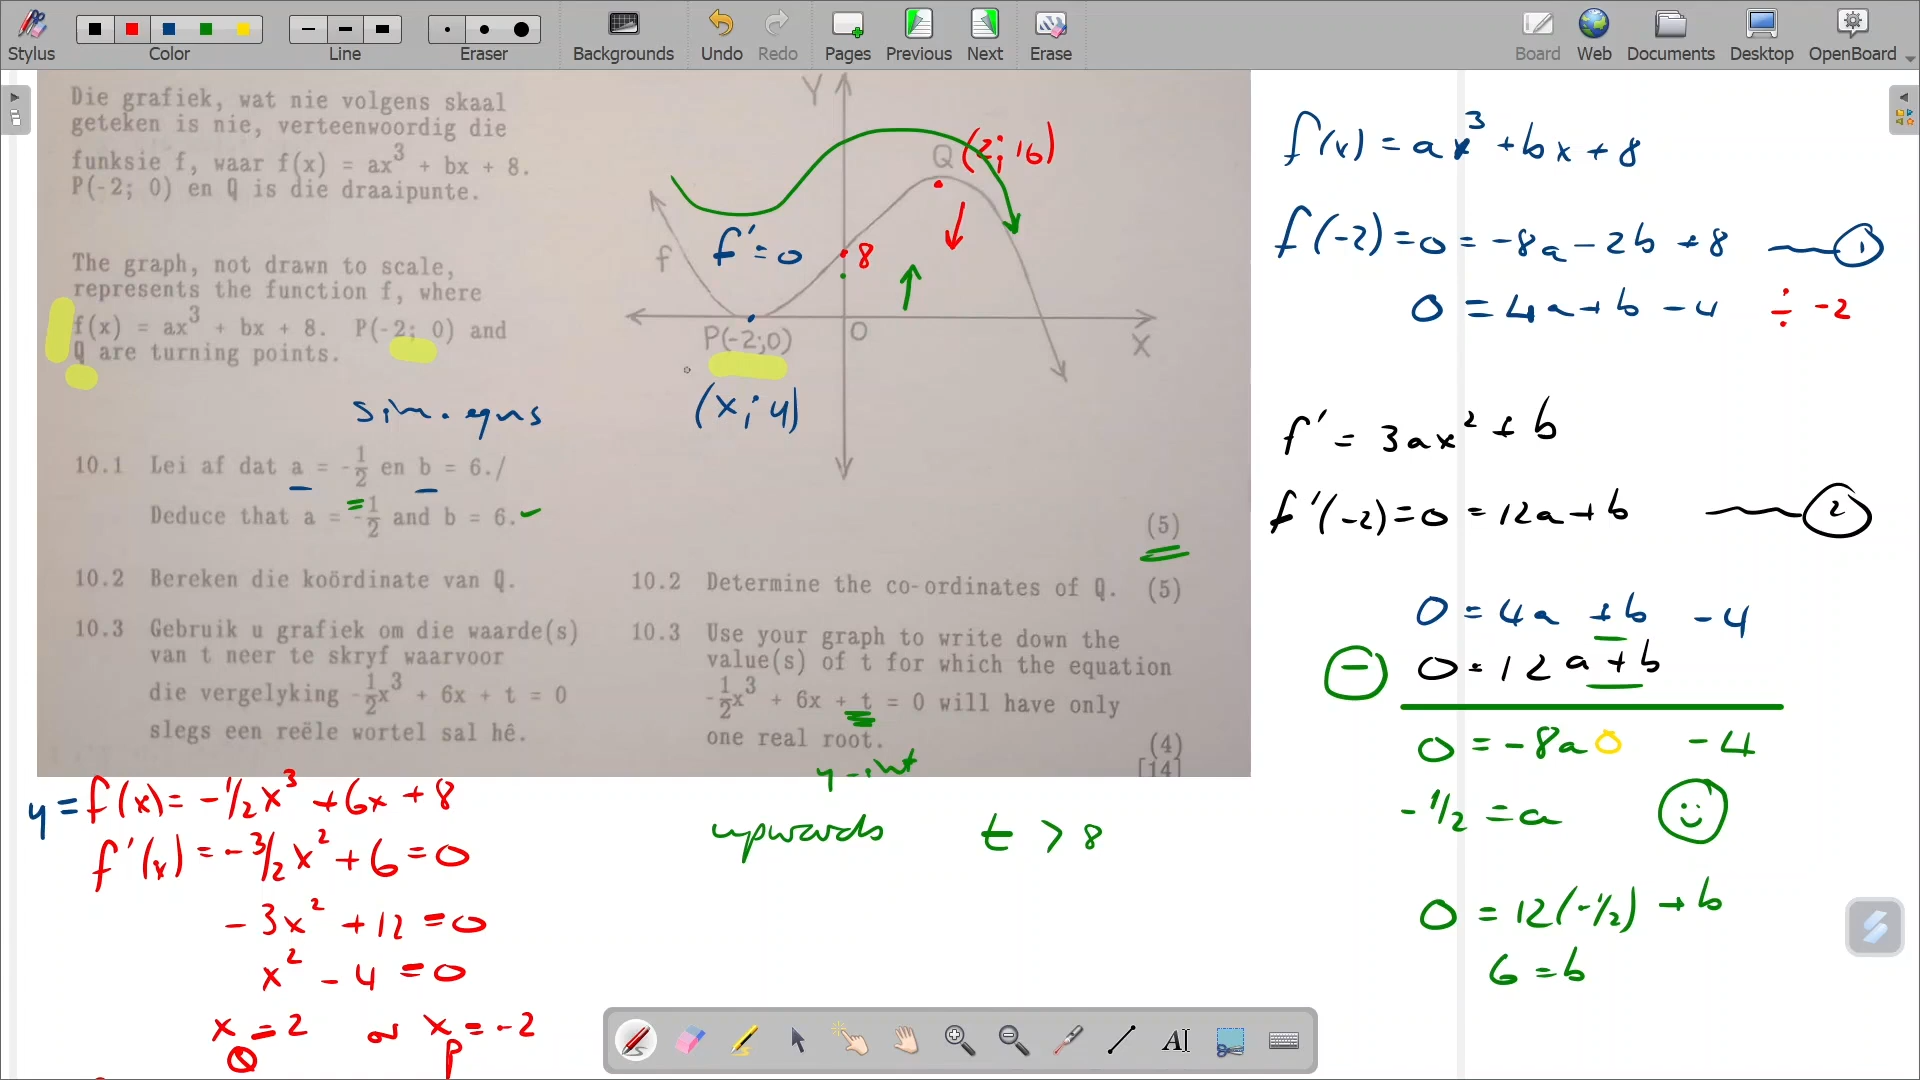 Stylus Color Line Eraser Backgrounds Undo Redo Pages Previous Next Erase Board Web Documents Desktop OpenBoard
Die grafiek, wat nie volgens skaal
geteken is nie, verteenwoordig die
funksie f, waar f(x) = ax³ + bx + 8.
P(-2; 0) en Q is die draaipunte.
The graph, not drawn to scale,
represents the function f, where
f(x) = ax³ + bx + 8. P(-2; 0) and
Q are turning points.
Y
Q (2; 16)
f
f' = 0
8
P(-2;0)
O
X
(x; y)
sim. eqns
10.1 Lei af dat a = -1/2 en b = 6./
Deduce that a = -1/2 and b = 6.
(5)
10.2 Bereken die koördinate van Q.
10.2 Determine the co-ordinates of Q. (5)
10.3 Gebruik u grafiek om die waarde(s)
van t neer te skryf waarvoor
die vergelyking -1/2x³ + 6x + t = 0
slegs een reële wortel sal hê.
10.3 Use your graph to write down the
value(s) of t for which the equation
-1/2x³ + 6x + t = 0 will have only
one real root. (4)
[14]
y-int
upwards t > 8
y = f(x) = -1/2x³ + 6x + 8
f'(x) = -3/2x² + 6 = 0
-3x² + 12 = 0
x² - 4 = 0
x = 2 or x = -2
Q P
f(x) = ax³ + bx + 8
f(-2) = 0 = -8a - 2b + 8 1
0 = 4a + b - 4 ÷ -2
f' = 3ax² + b
f'(-2) = 0 = 12a + b 2
0 = 4a + b - 4
- 0 = 12a + b
0 = -8a 0 - 4
-1/2 = a
0 = 12(-1/2) + b
6 = b
AI